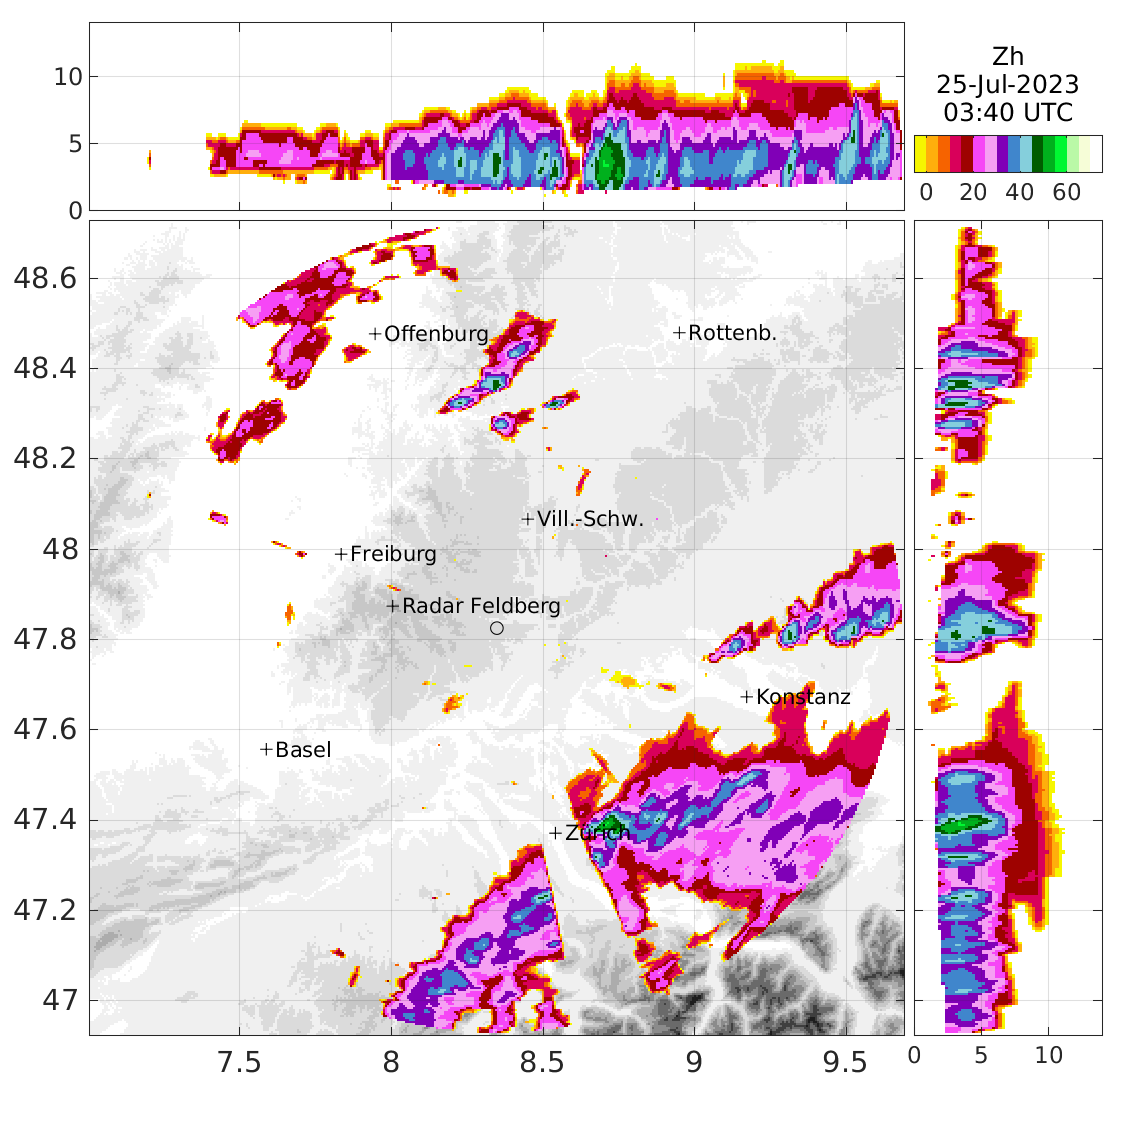 Zh
25-Jul-2023
03:40 UTC
0 20 40 60
10
5
0
48.6
48.4
48.2
48
47.8
47.6
47.4
47.2
47
Offenburg
Rottenb.
Vill.-Schw.
Freiburg
Radar Feldberg
Konstanz
Basel
Zürich
7.5 8 8.5 9 9.5
0 5 10